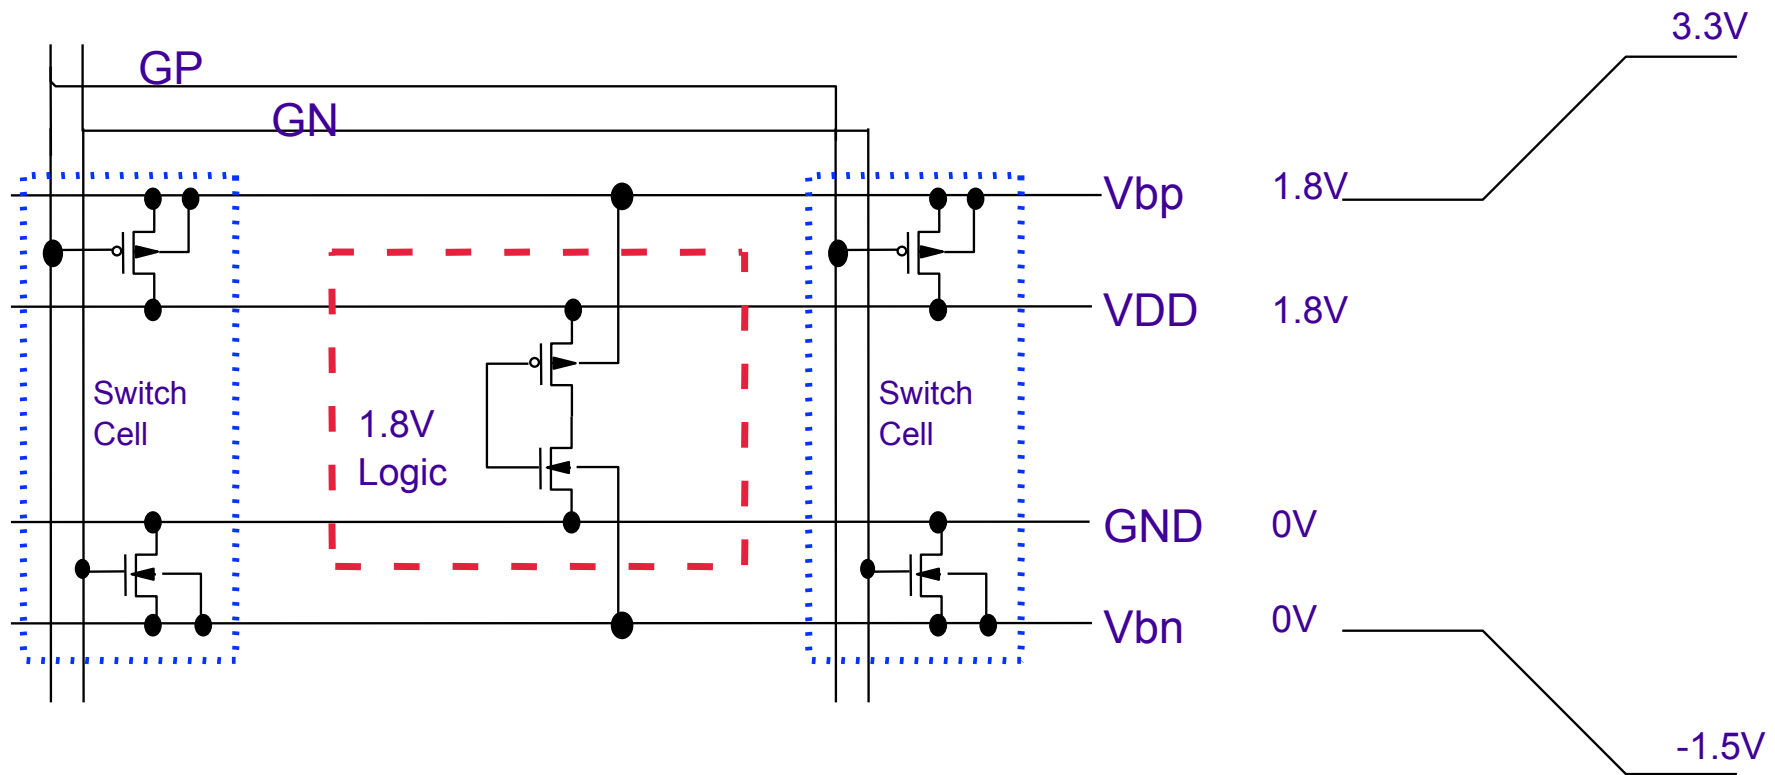 3.3V
GP
GN
Vbp 1.8V
VDD 1.8V
Switch
Cell
1.8V
Logic
Switch
Cell
GND 0V
Vbn 0V
-1.5V